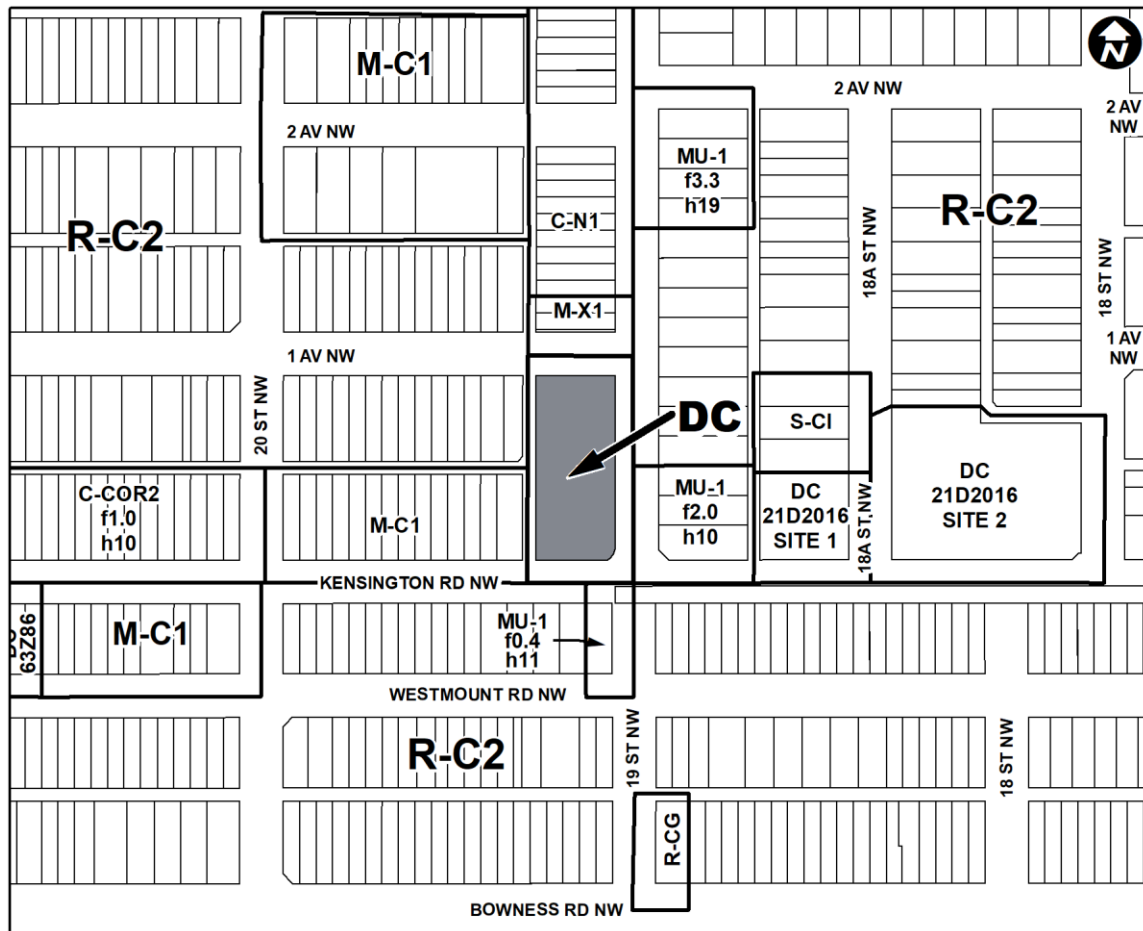 M-C1
N
2 AV NW
2 AV NW
2 AV
NW
MU-1
f3.3
h19
R-C2
R-C2
C-N1
18A ST NW
18 ST NW
M-X1
1 AV NW
1 AV
NW
20 ST NW
DC
S-CI
C-COR2
f1.0
h10
M-C1
MU-1
f2.0
h10
DC
21D2016
SITE 1
18A ST NW
DC
21D2016
SITE 2
KENSINGTON RD NW
63Z86
M-C1
MU-1
f0.4
h11
WESTMOUNT RD NW
R-C2
19 ST NW
18 ST NW
R-CG
BOWNESS RD NW